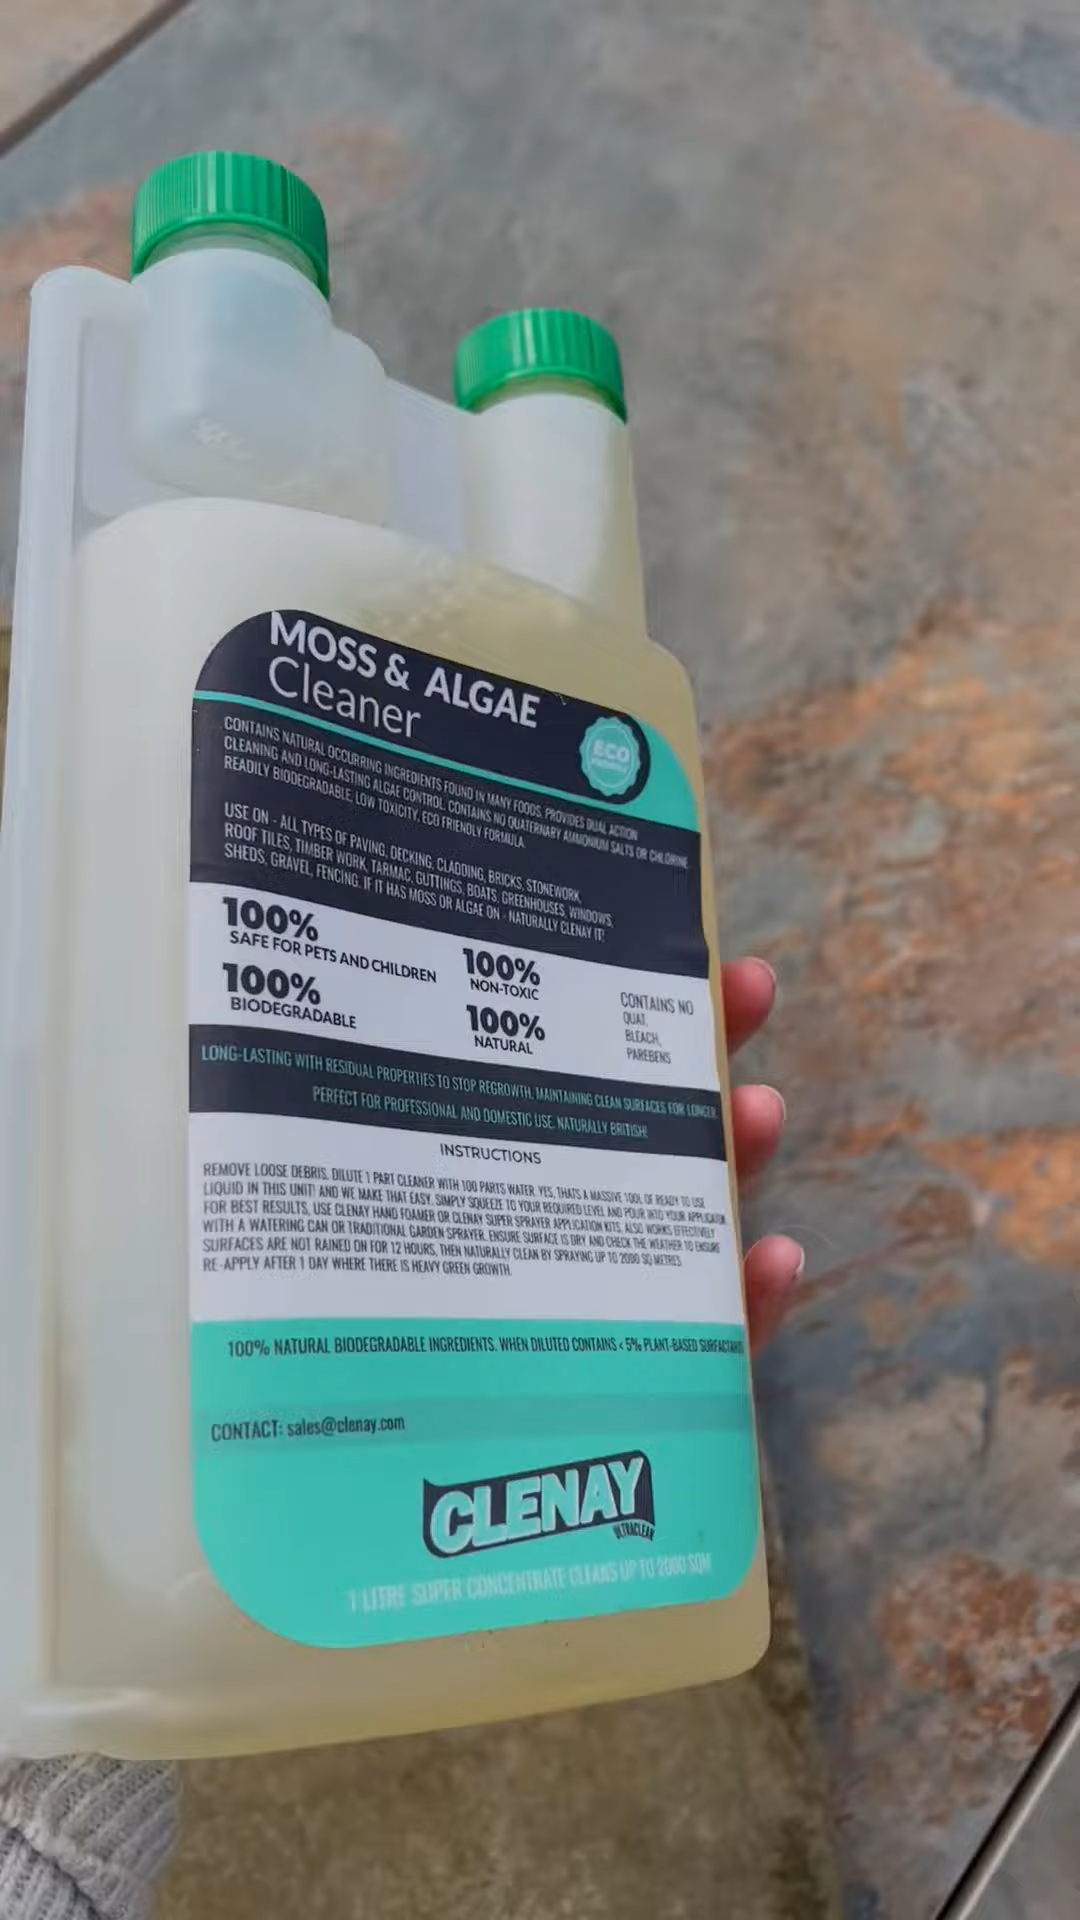 MOSS & ALGAE
Cleaner
ECO
CONTAINS NATURAL OCCURRING INGREDIENTS FOUND IN MANY FOODS. PROVIDES DUAL ACTION
CLEANING AND LONG-LASTING ALGAE CONTROL. CONTAINS NO QUATERNARY AMMONIUM SALTS OR CHLORINE.
READILY BIODEGRADABLE, LOW TOXICITY, ECO FRIENDLY FORMULA.
USE ON - ALL TYPES OF PAVING, DECKING, CLADDING, BRICKS, STONEWORK,
ROOF TILES, TIMBER WORK, TARMAC, GUTTINGS, BOATS, GREENHOUSES, WINDOWS,
SHEDS, GRAVEL, FENCING. IF IT HAS MOSS OR ALGAE ON - NATURALLY CLENAY IT!
100%
SAFE FOR PETS AND CHILDREN
100%
BIODEGRADABLE
100%
NON-TOXIC
100%
NATURAL
CONTAINS NO
QUAT,
BLEACH,
PAREBENS
LONG-LASTING WITH RESIDUAL PROPERTIES TO STOP REGROWTH, MAINTAINING CLEAN SURFACES FOR LONGER.
PERFECT FOR PROFESSIONAL AND DOMESTIC USE. NATURALLY BRITISH!
INSTRUCTIONS
REMOVE LOOSE DEBRIS. DILUTE 1 PART CLEANER WITH 100 PARTS WATER. YES, THATS A MASSIVE 100L OF READY TO USE
LIQUID IN THIS UNIT! AND WE MAKE THAT EASY. SIMPLY SQUEEZE TO YOUR REQUIRED LEVEL AND POUR INTO YOUR APPLICATOR.
FOR BEST RESULTS, USE CLENAY HAND FOAMER OR CLENAY SUPER SPRAYER APPLICATION KITS. ALSO WORKS EFFECTIVELY
WITH A WATERING CAN OR TRADITIONAL GARDEN SPRAYER. ENSURE SURFACE IS DRY AND CHECK THE WEATHER TO ENSURE
SURFACES ARE NOT RAINED ON FOR 12 HOURS, THEN NATURALLY CLEAN BY SPRAYING UP TO 2000 SQ METRES.
RE-APPLY AFTER 1 DAY WHERE THERE IS HEAVY GREEN GROWTH.
100% NATURAL BIODEGRADABLE INGREDIENTS. WHEN DILUTED CONTAINS < 5% PLANT-BASED
CONTACT: sales@clenay.com
CLENAY
ULTRACLEAN
1 LITRE SUPER CONCENTRATE CLEANS UP TO 2000 SQM